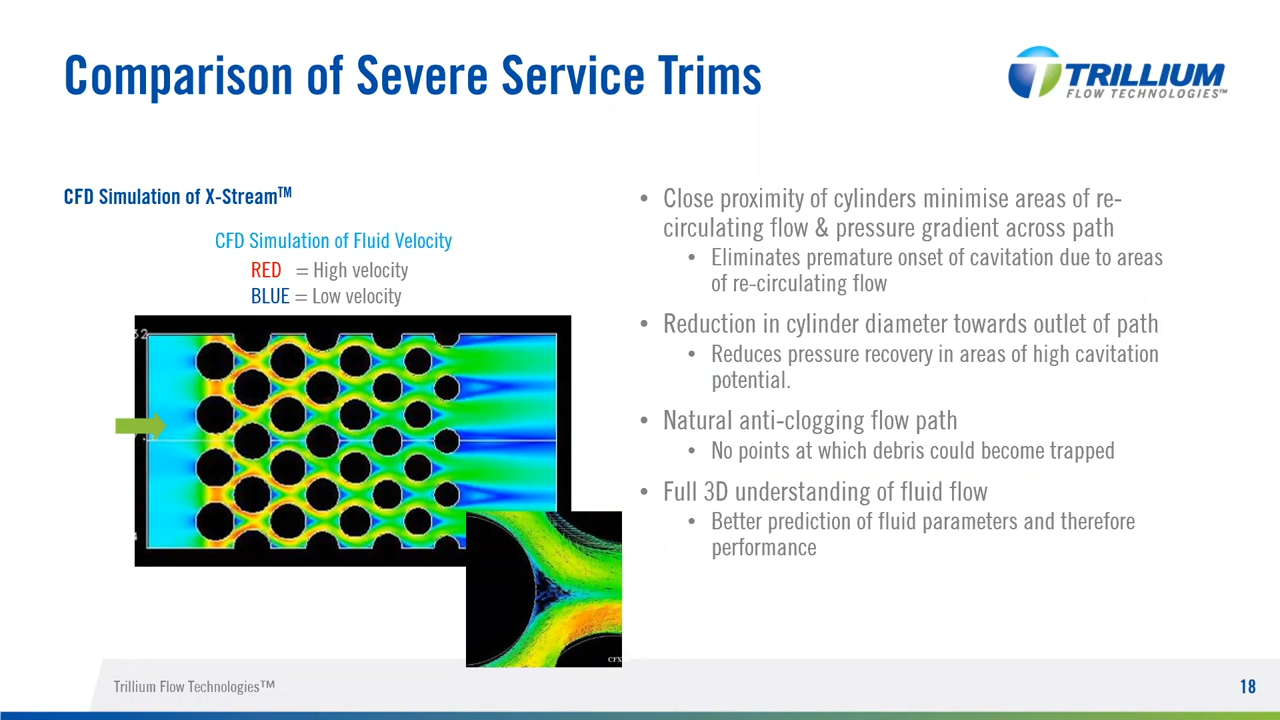 Comparison of Severe Service Trims
TRILLIUM
FLOW TECHNOLOGIES™
CFD Simulation of X-Stream™
CFD Simulation of Fluid Velocity
RED = High velocity
BLUE = Low velocity
32
CFX
• Close proximity of cylinders minimise areas of re-
circulating flow & pressure gradient across path
• Eliminates premature onset of cavitation due to areas
of re-circulating flow
• Reduction in cylinder diameter towards outlet of path
• Reduces pressure recovery in areas of high cavitation
potential.
• Natural anti-clogging flow path
• No points at which debris could become trapped
• Full 3D understanding of fluid flow
• Better prediction of fluid parameters and therefore
performance
Trillium Flow Technologies™
18